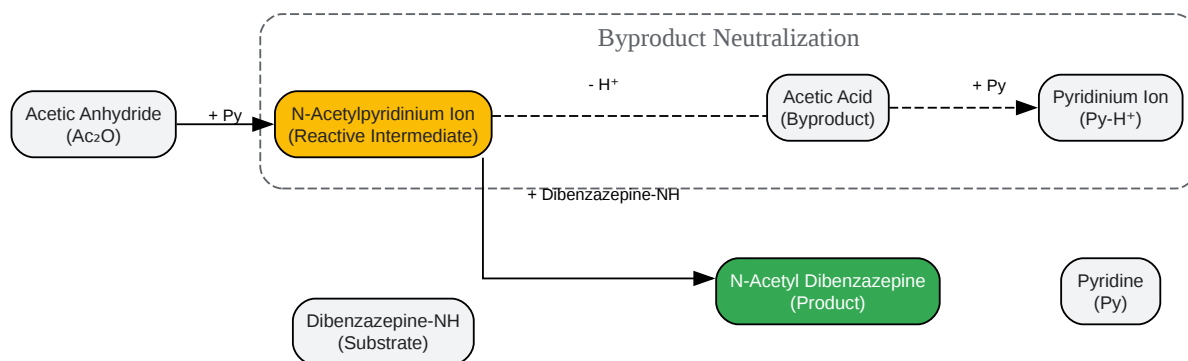 Byproduct Neutralization
Acetic Anhydride
(Ac₂O)
+ Py
N-Acetylpyridinium Ion
(Reactive Intermediate)
- H⁺
Acetic Acid
(Byproduct)
+ Py
Pyridinium Ion
(Py-H⁺)
+ Dibenzazepine-NH
N-Acetyl Dibenzazepine
(Product)
Pyridine
(Py)
Dibenzazepine-NH
(Substrate)